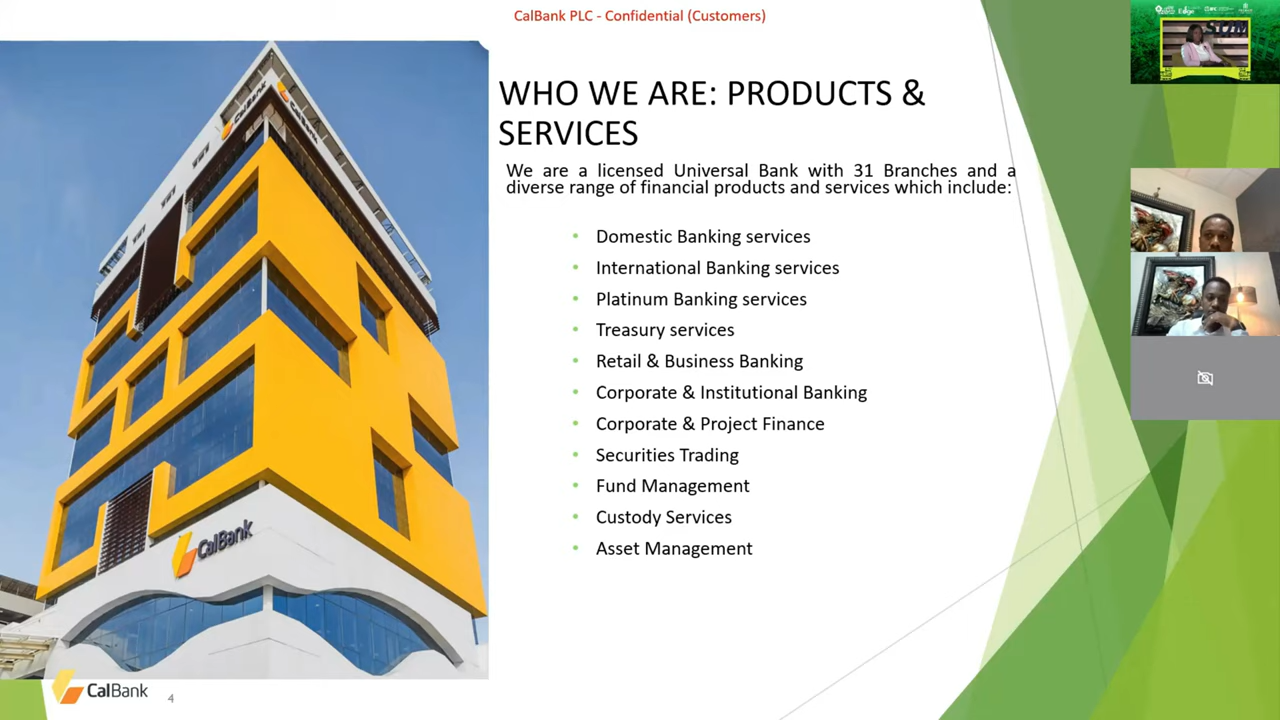 CalBank PLC - Confidential (Customers)
WHO WE ARE: PRODUCTS &
SERVICES
We are a licensed Universal Bank with 31 Branches and a
diverse range of financial products and services which include:
• Domestic Banking services
• International Banking services
• Platinum Banking services
• Treasury services
• Retail & Business Banking
• Corporate & Institutional Banking
• Corporate & Project Finance
• Securities Trading
• Fund Management
• Custody Services
• Asset Management
CalBank
CalBank
CalBank
CalBank
4